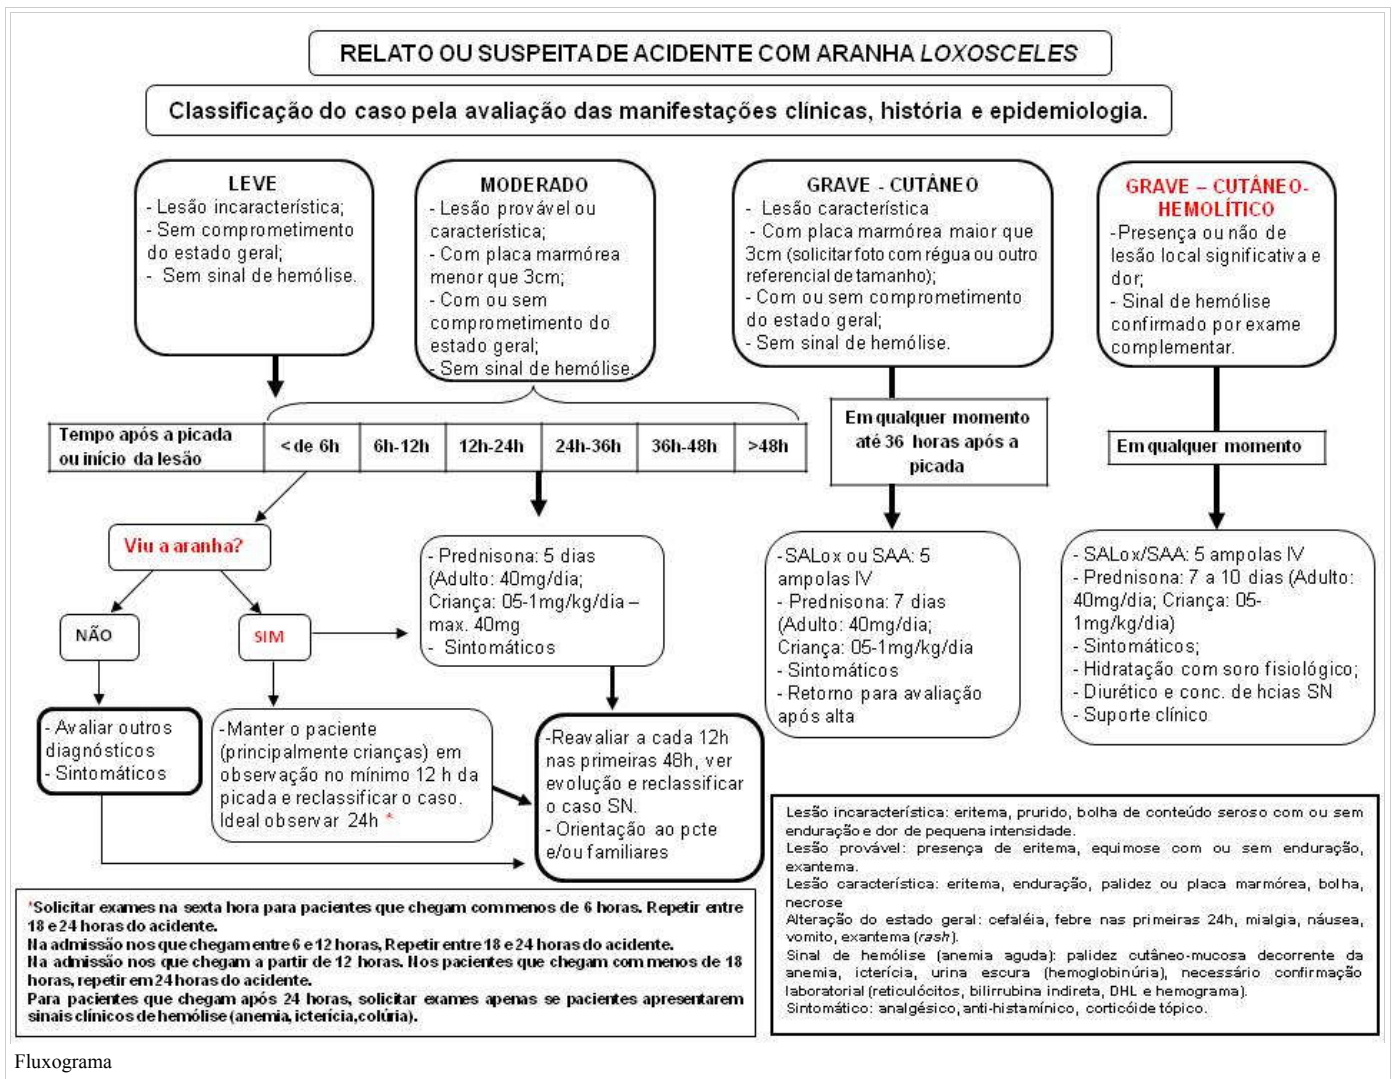 RELATO OU SUSPEITA DE ACIDENTE COM ARANHA LOXOSCELES
Classificação do caso pela avaliação das manifestações clínicas, história e epidemiologia.
LEVE
- Lesão incaracterística;
- Sem comprometimento
do estado geral;
- Sem sinal de hemólise.
MODERADO
- Lesão provável ou
característica;
- Com placa marmórea
menor que 3cm;
- Com ou sem
comprometimento do
estado geral;
- Sem sinal de hemólise.
GRAVE - CUTÂNEO
- Lesão característica
- Com placa marmórea maior que
3cm (solicitar foto com régua ou outro
referencial de tamanho);
- Com ou sem comprometimento
do estado geral;
- Sem sinal de hemólise.
GRAVE – CUTÂNEO-
HEMOLÍTICO
-Presença ou não de
lesão local significativa e
dor;
- Sinal de hemólise
confirmado por exame
complementar.
Tempo após a picada
ou início da lesão
< de 6h
6h-12h
12h-24h
24h-36h
36h-48h
>48h
Em qualquer momento
até 36 horas após a
picada
Em qualquer momento
Viu a aranha?
NÃO
SIM
- Prednisona: 5 dias
(Adulto: 40mg/dia;
Criança: 05-1mg/kg/dia –
max. 40mg
- Sintomáticos
-SALox ou SAA: 5
ampolas IV
- Prednisona: 7 dias
(Adulto: 40mg/dia;
Criança: 05-1mg/kg/dia
- Sintomáticos
- Retorno para avaliação
após alta
- SALox/SAA: 5 ampolas IV
- Prednisona: 7 a 10 dias (Adulto:
40mg/dia; Criança: 05-
1mg/kg/dia)
- Sintomáticos;
- Hidratação com soro fisiológico;
- Diurético e conc. de hcias SN
- Suporte clínico
- Avaliar outros
diagnósticos
- Sintomáticos
-Manter o paciente
(principalmente crianças) em
observação no mínimo 12 h da
picada e reclassificar o caso.
Ideal observar 24h *
-Reavaliar a cada 12h
nas primeiras 48h, ver
evolução e reclassificar
o caso SN.
- Orientação ao pcte
e/ou familiares
*Solicitar exames na sexta hora para pacientes que chegam com menos de 6 horas. Repetir entre
18 e 24 horas do acidente.
Na admissão nos que chegam entre 6 e 12 horas, Repetir entre 18 e 24 horas do acidente.
Na admissão nos que chegam a partir de 12 horas. Nos pacientes que chegam com menos de 18
horas, repetir em 24 horas do acidente.
Para pacientes que chegam após 24 horas, solicitar exames apenas se pacientes apresentarem
sinais clínicos de hemólise (anemia, icterícia, colúria).
Lesão incaracterística: eritema, prurido, bolha de conteúdo seroso com ou sem
enduração e dor de pequena intensidade.
Lesão provável: presença de eritema, equimose com ou sem enduração,
exantema.
Lesão característica: eritema, enduração, palidez ou placa marmórea, bolha,
necrose
Alteração do estado geral: cefaléia, febre nas primeiras 24h, mialgia, náusea,
vomito, exantema (rash).
Sinal de hemólise (anemia aguda): palidez cutâneo-mucosa decorrente da
anemia, icterícia, urina escura (hemoglobinúria), necessário confirmação
laboratorial (reticulócitos, bilirrubina indireta, DHL e hemograma).
Sintomático: analgésico, anti-histamínico, corticóide tópico.
Fluxograma